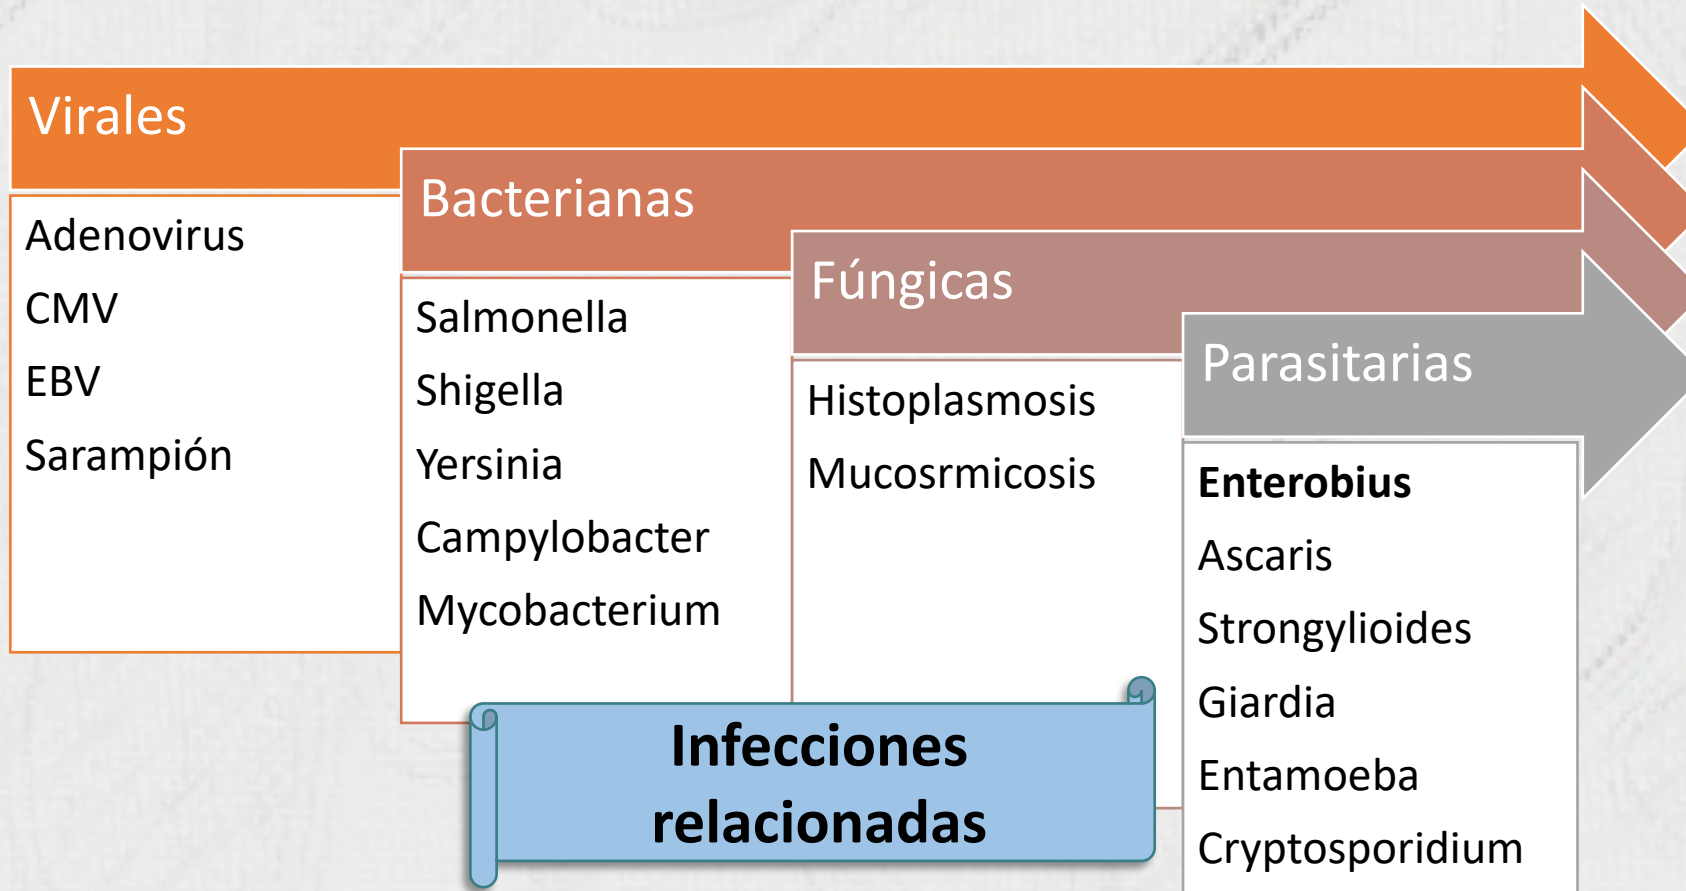 Virales
Adenovirus
CMV
EBV
Sarampión
Bacterianas
Salmonella
Shigella
Yersinia
Campylobacter
Mycobacterium
Fúngicas
Histoplasmosis
Mucosrmicosis
Parasitarias
Enterobius
Ascaris
Strongylioides
Giardia
Entamoeba
Cryptosporidium
Infecciones
relacionadas